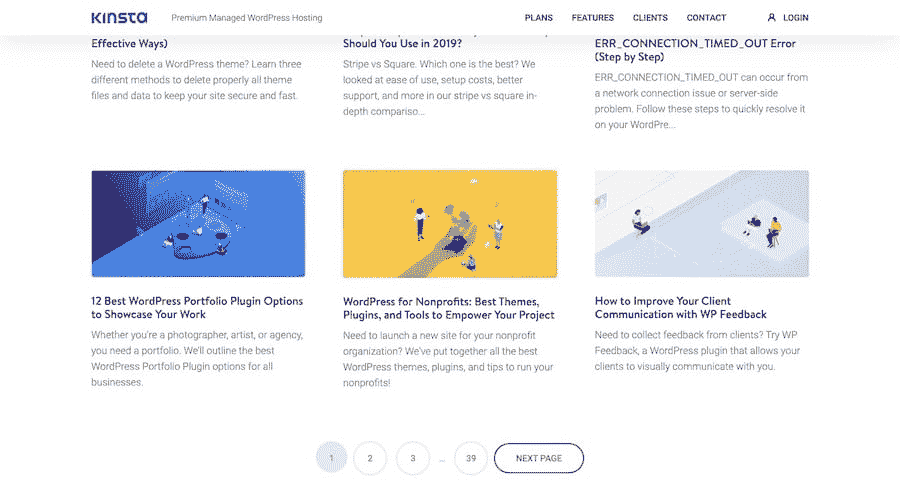 KINSTA Premium Managed WordPress Hosting PLANS FEATURES CLIENTS CONTACT LOGIN
Effective Ways)
Need to delete a WordPress theme? Learn three
different methods to delete properly all theme
files and data to keep your site secure and fast.
Should You Use in 2019?
Stripe vs Square. Which one is the best? We
looked at ease of use, setup costs, better
support, and more in our stripe vs square in-
depth compariso...
ERR_CONNECTION_TIMED_OUT Error
(Step by Step)
ERR_CONNECTION_TIMED_OUT can occur from
a network connection issue or server-side
problem. Follow these steps to quickly resolve it
on your WordPre...
12 Best WordPress Portfolio Plugin Options
to Showcase Your Work
Whether you're a photographer, artist, or agency,
you need a portfolio. We'll outline the best
WordPress Portfolio Plugin options for all
businesses.
WordPress for Nonprofits: Best Themes,
Plugins, and Tools to Empower Your Project
Need to launch a new site for your nonprofit
organization? We've put together all the best
WordPress themes, plugins, and tips to run your
nonprofits!
How to Improve Your Client
Communication with WP Feedback
Need to collect feedback from clients? Try WP
Feedback, a WordPress plugin that allows your
clients to visually communicate with you.
1 2 3 ... 39 NEXT PAGE